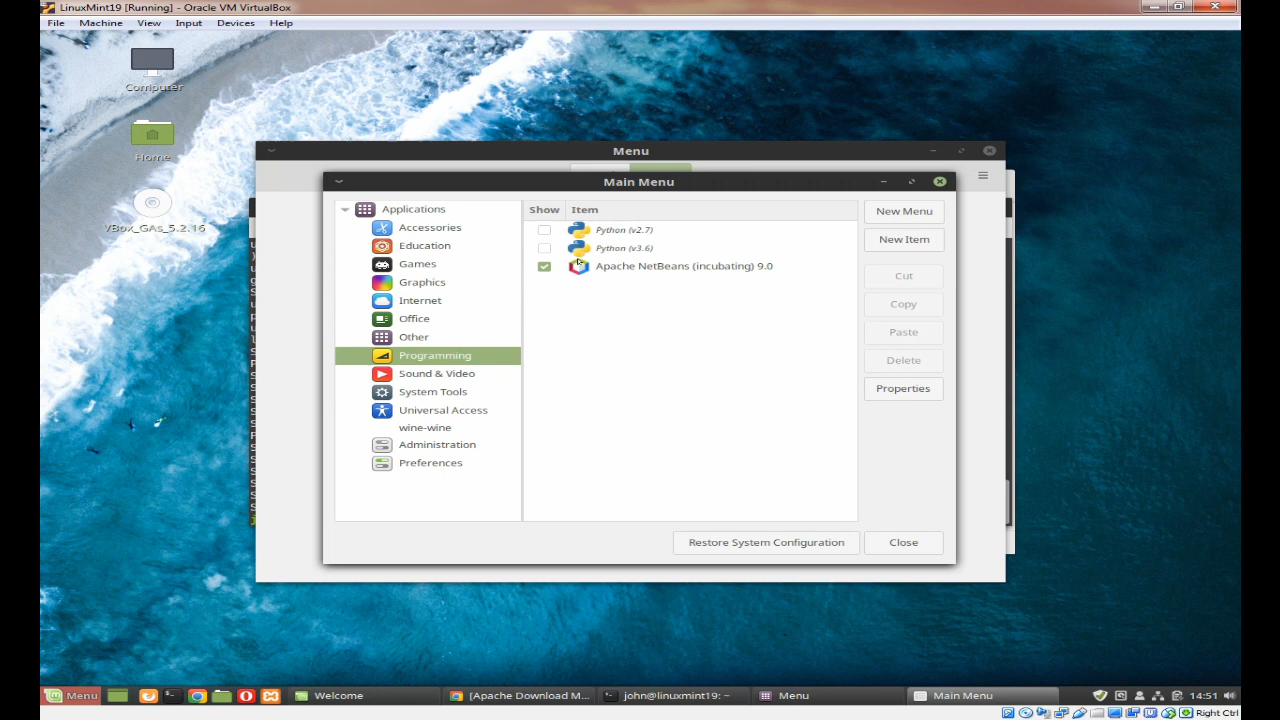 LinuxMint19 [Running] - Oracle VM VirtualBox
File Machine View Input Devices Help
Computer
Home
VBox_GAs_5.2.16
Menu
Main Menu
Applications
Accessories
Education
Games
Graphics
Internet
Office
Other
Programming
Sound & Video
System Tools
Universal Access
wine-wine
Administration
Preferences
Show Item
Python (v2.7)
Python (v3.6)
Apache NetBeans (incubating) 9.0
New Menu
New Item
Cut
Copy
Paste
Delete
Properties
Restore System Configuration
Close
Menu
Welcome
[Apache Download M...
john@linuxmint19: ~
Menu
Main Menu
14:51
Right Ctrl